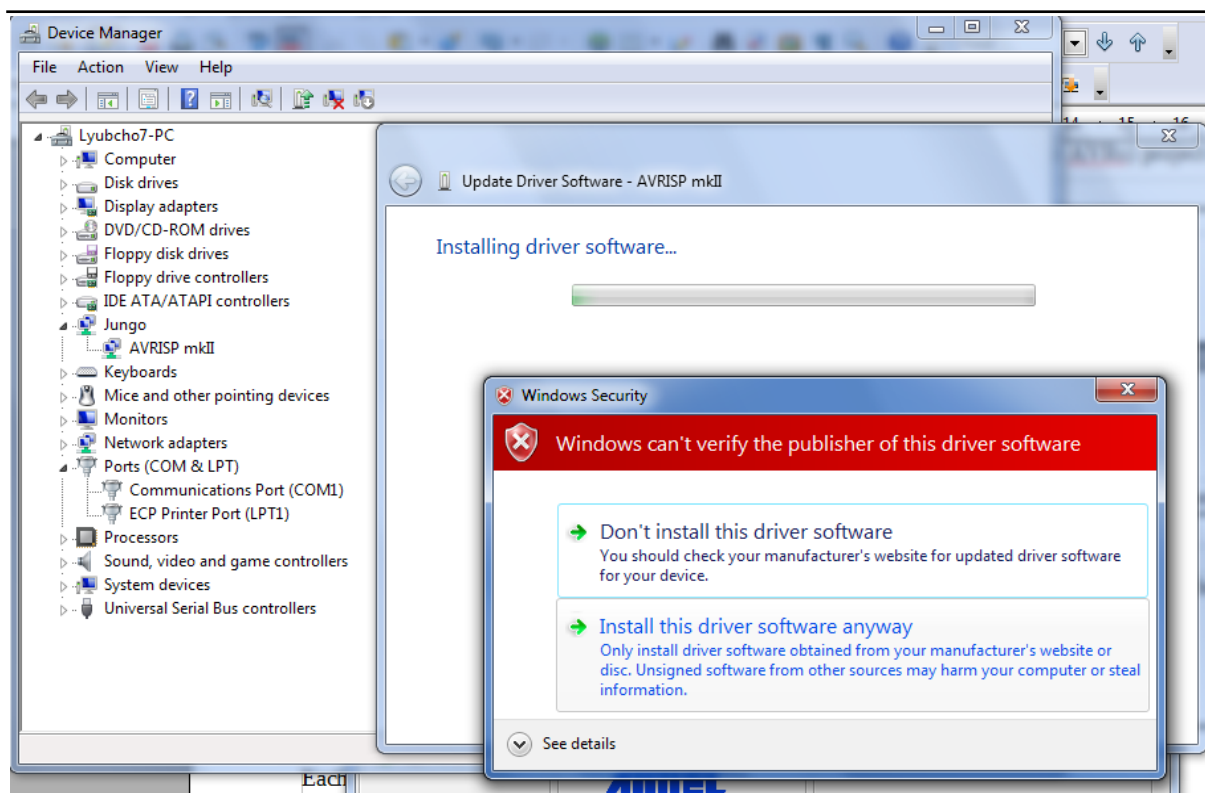 Device Manager
File Action View Help
Lyubcho7-PC
Computer
Disk drives
Display adapters
DVD/CD-ROM drives
Floppy disk drives
Floppy drive controllers
IDE ATA/ATAPI controllers
Jungo
AVRISP mkII
Keyboards
Mice and other pointing devices
Monitors
Network adapters
Ports (COM & LPT)
Communications Port (COM1)
ECP Printer Port (LPT1)
Processors
Sound, video and game controllers
System devices
Universal Serial Bus controllers
14 15 16
Update Driver Software - AVRISP mkII
Installing driver software...
Windows Security
Windows can't verify the publisher of this driver software
Don't install this driver software
You should check your manufacturer's website for updated driver software
for your device.
Install this driver software anyway
Only install driver software obtained from your manufacturer's website or
disc. Unsigned software from other sources may harm your computer or steal
information.
See details
Each